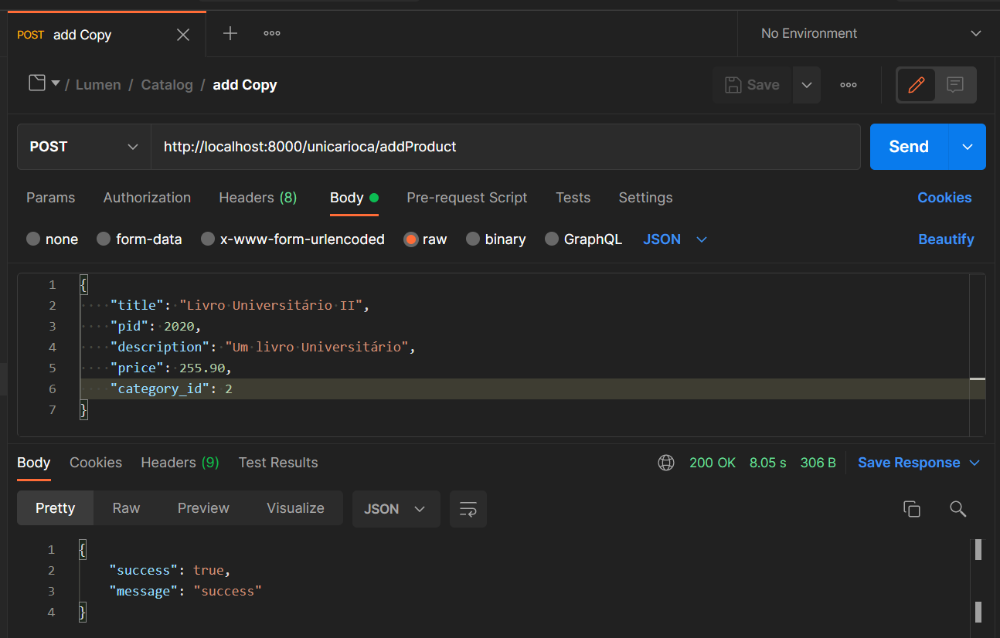 POST add Copy
No Environment
/ Lumen / Catalog / add Copy
Save
POST http://localhost:8000/unicarioca/addProduct Send
Params Authorization Headers (8) Body Pre-request Script Tests Settings Cookies
none form-data x-www-form-urlencoded raw binary GraphQL JSON Beautify
1 {
2 "title": "Livro Universitário II",
3 "pid": 2020,
4 "description": "Um livro Universitário",
5 "price": 255.90,
6 "category_id": 2
7 }
Body Cookies Headers (9) Test Results 200 OK 8.05 s 306 B Save Response
Pretty Raw Preview Visualize JSON
1 {
2 "success": true,
3 "message": "success"
4 }